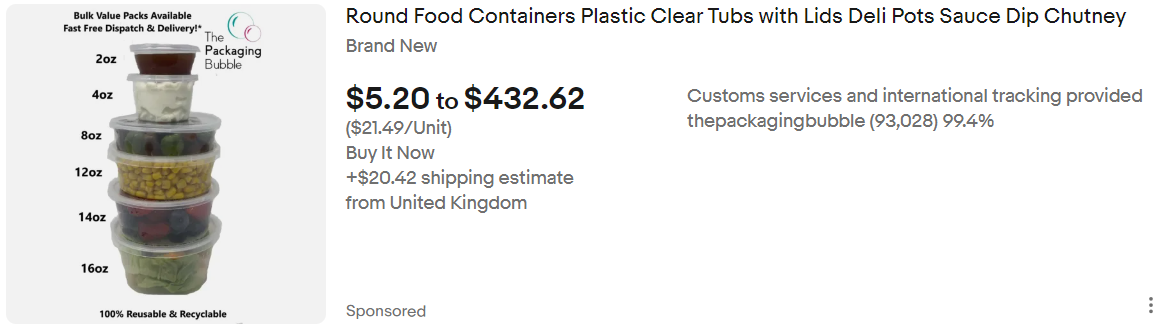 Bulk Value Packs Available
Fast Free Dispatch & Delivery!*
The
Packaging
Bubble
2oz
4oz
8oz
12oz
14oz
16oz
100% Reusable & Recyclable
Round Food Containers Plastic Clear Tubs with Lids Deli Pots Sauce Dip Chutney
Brand New
$5.20 to $432.62
($21.49/Unit)
Buy It Now
+$20.42 shipping estimate
from United Kingdom
Customs services and international tracking provided
thepackagingbubble (93,028) 99.4%
Sponsored